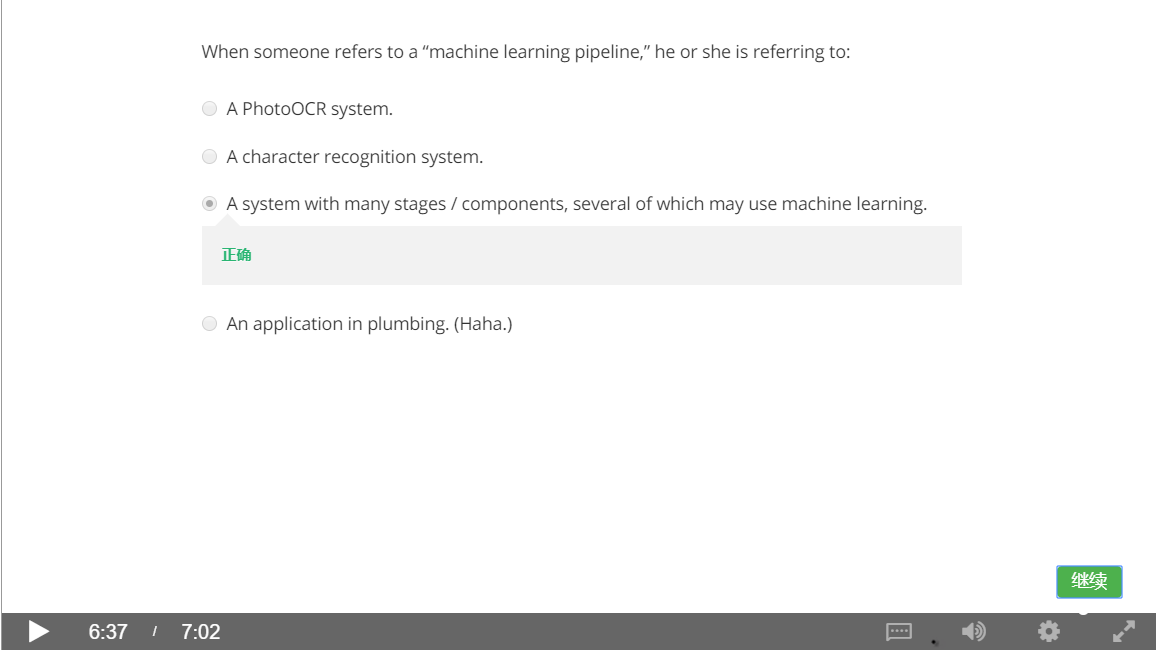 When someone refers to a “machine learning pipeline,” he or she is referring to:
A PhotoOCR system.
A character recognition system.
A system with many stages / components, several of which may use machine learning.
正确
An application in plumbing. (Haha.)
继续
6:37 / 7:02